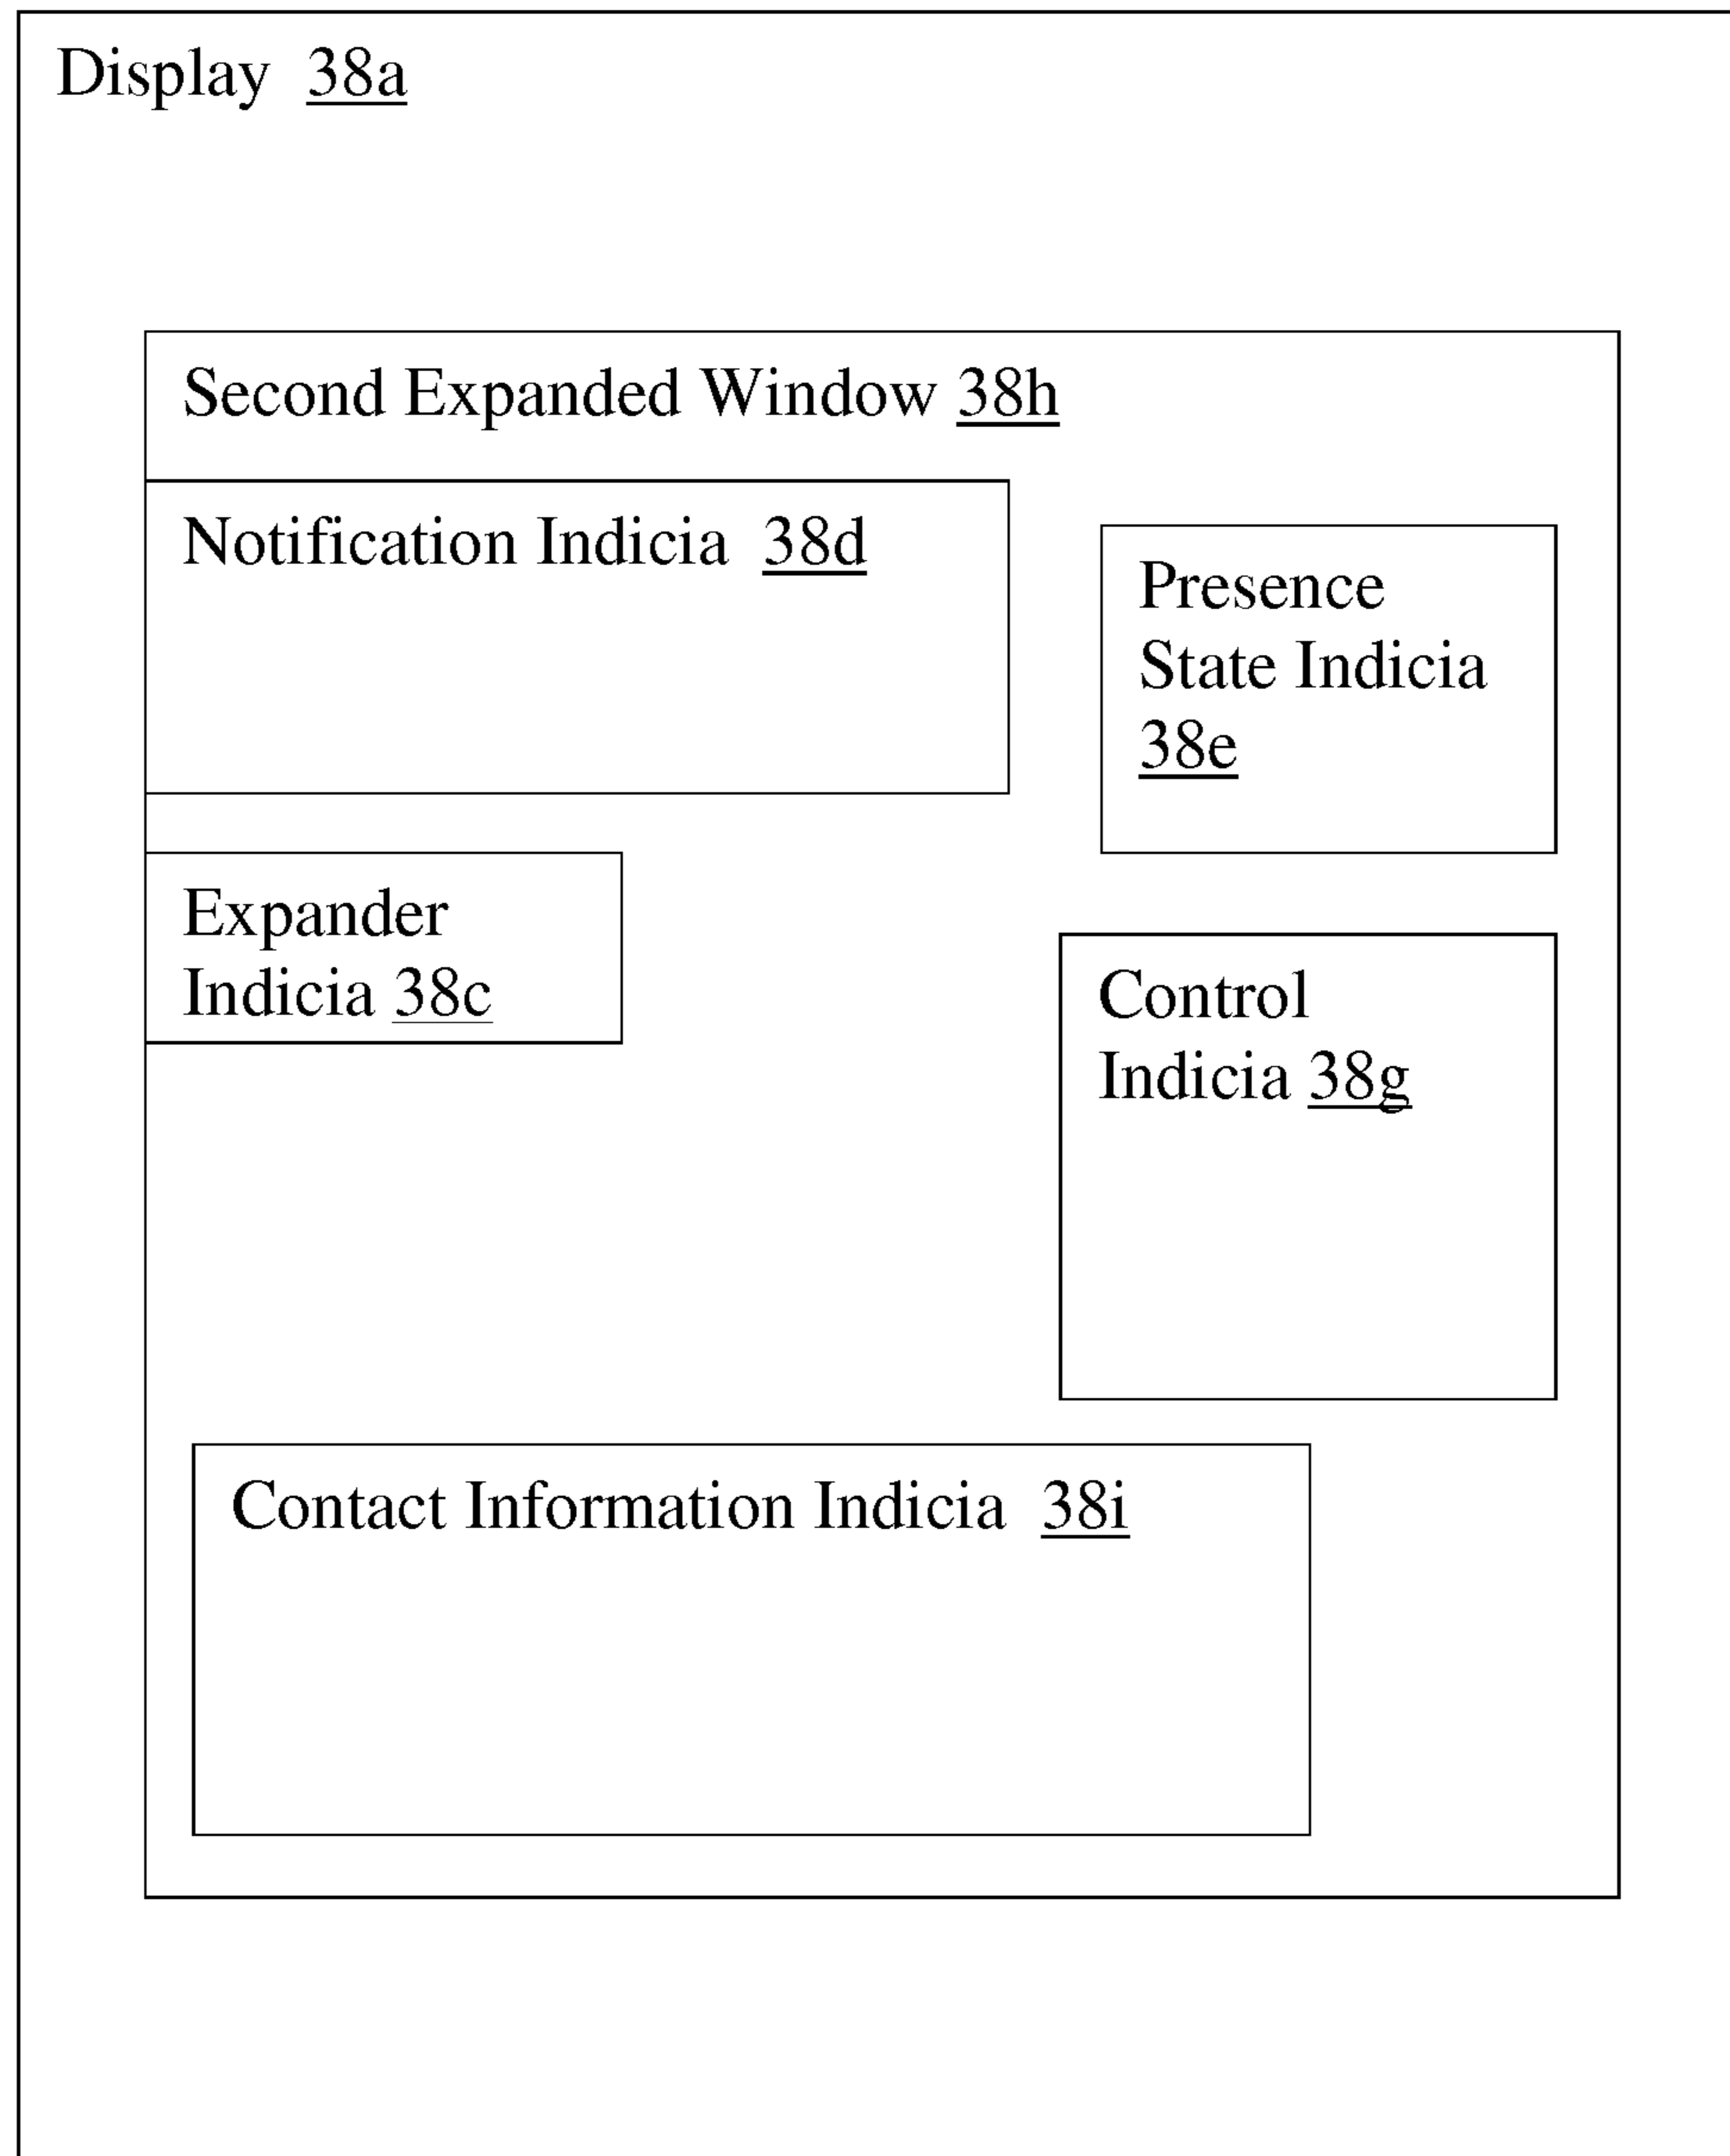 Display 38a
Second Expanded Window 38h
Notification Indicia 38d
Presence
State Indicia
38e
Expander
Indicia 38c
Control
Indicia 38g
Contact Information Indicia 38i